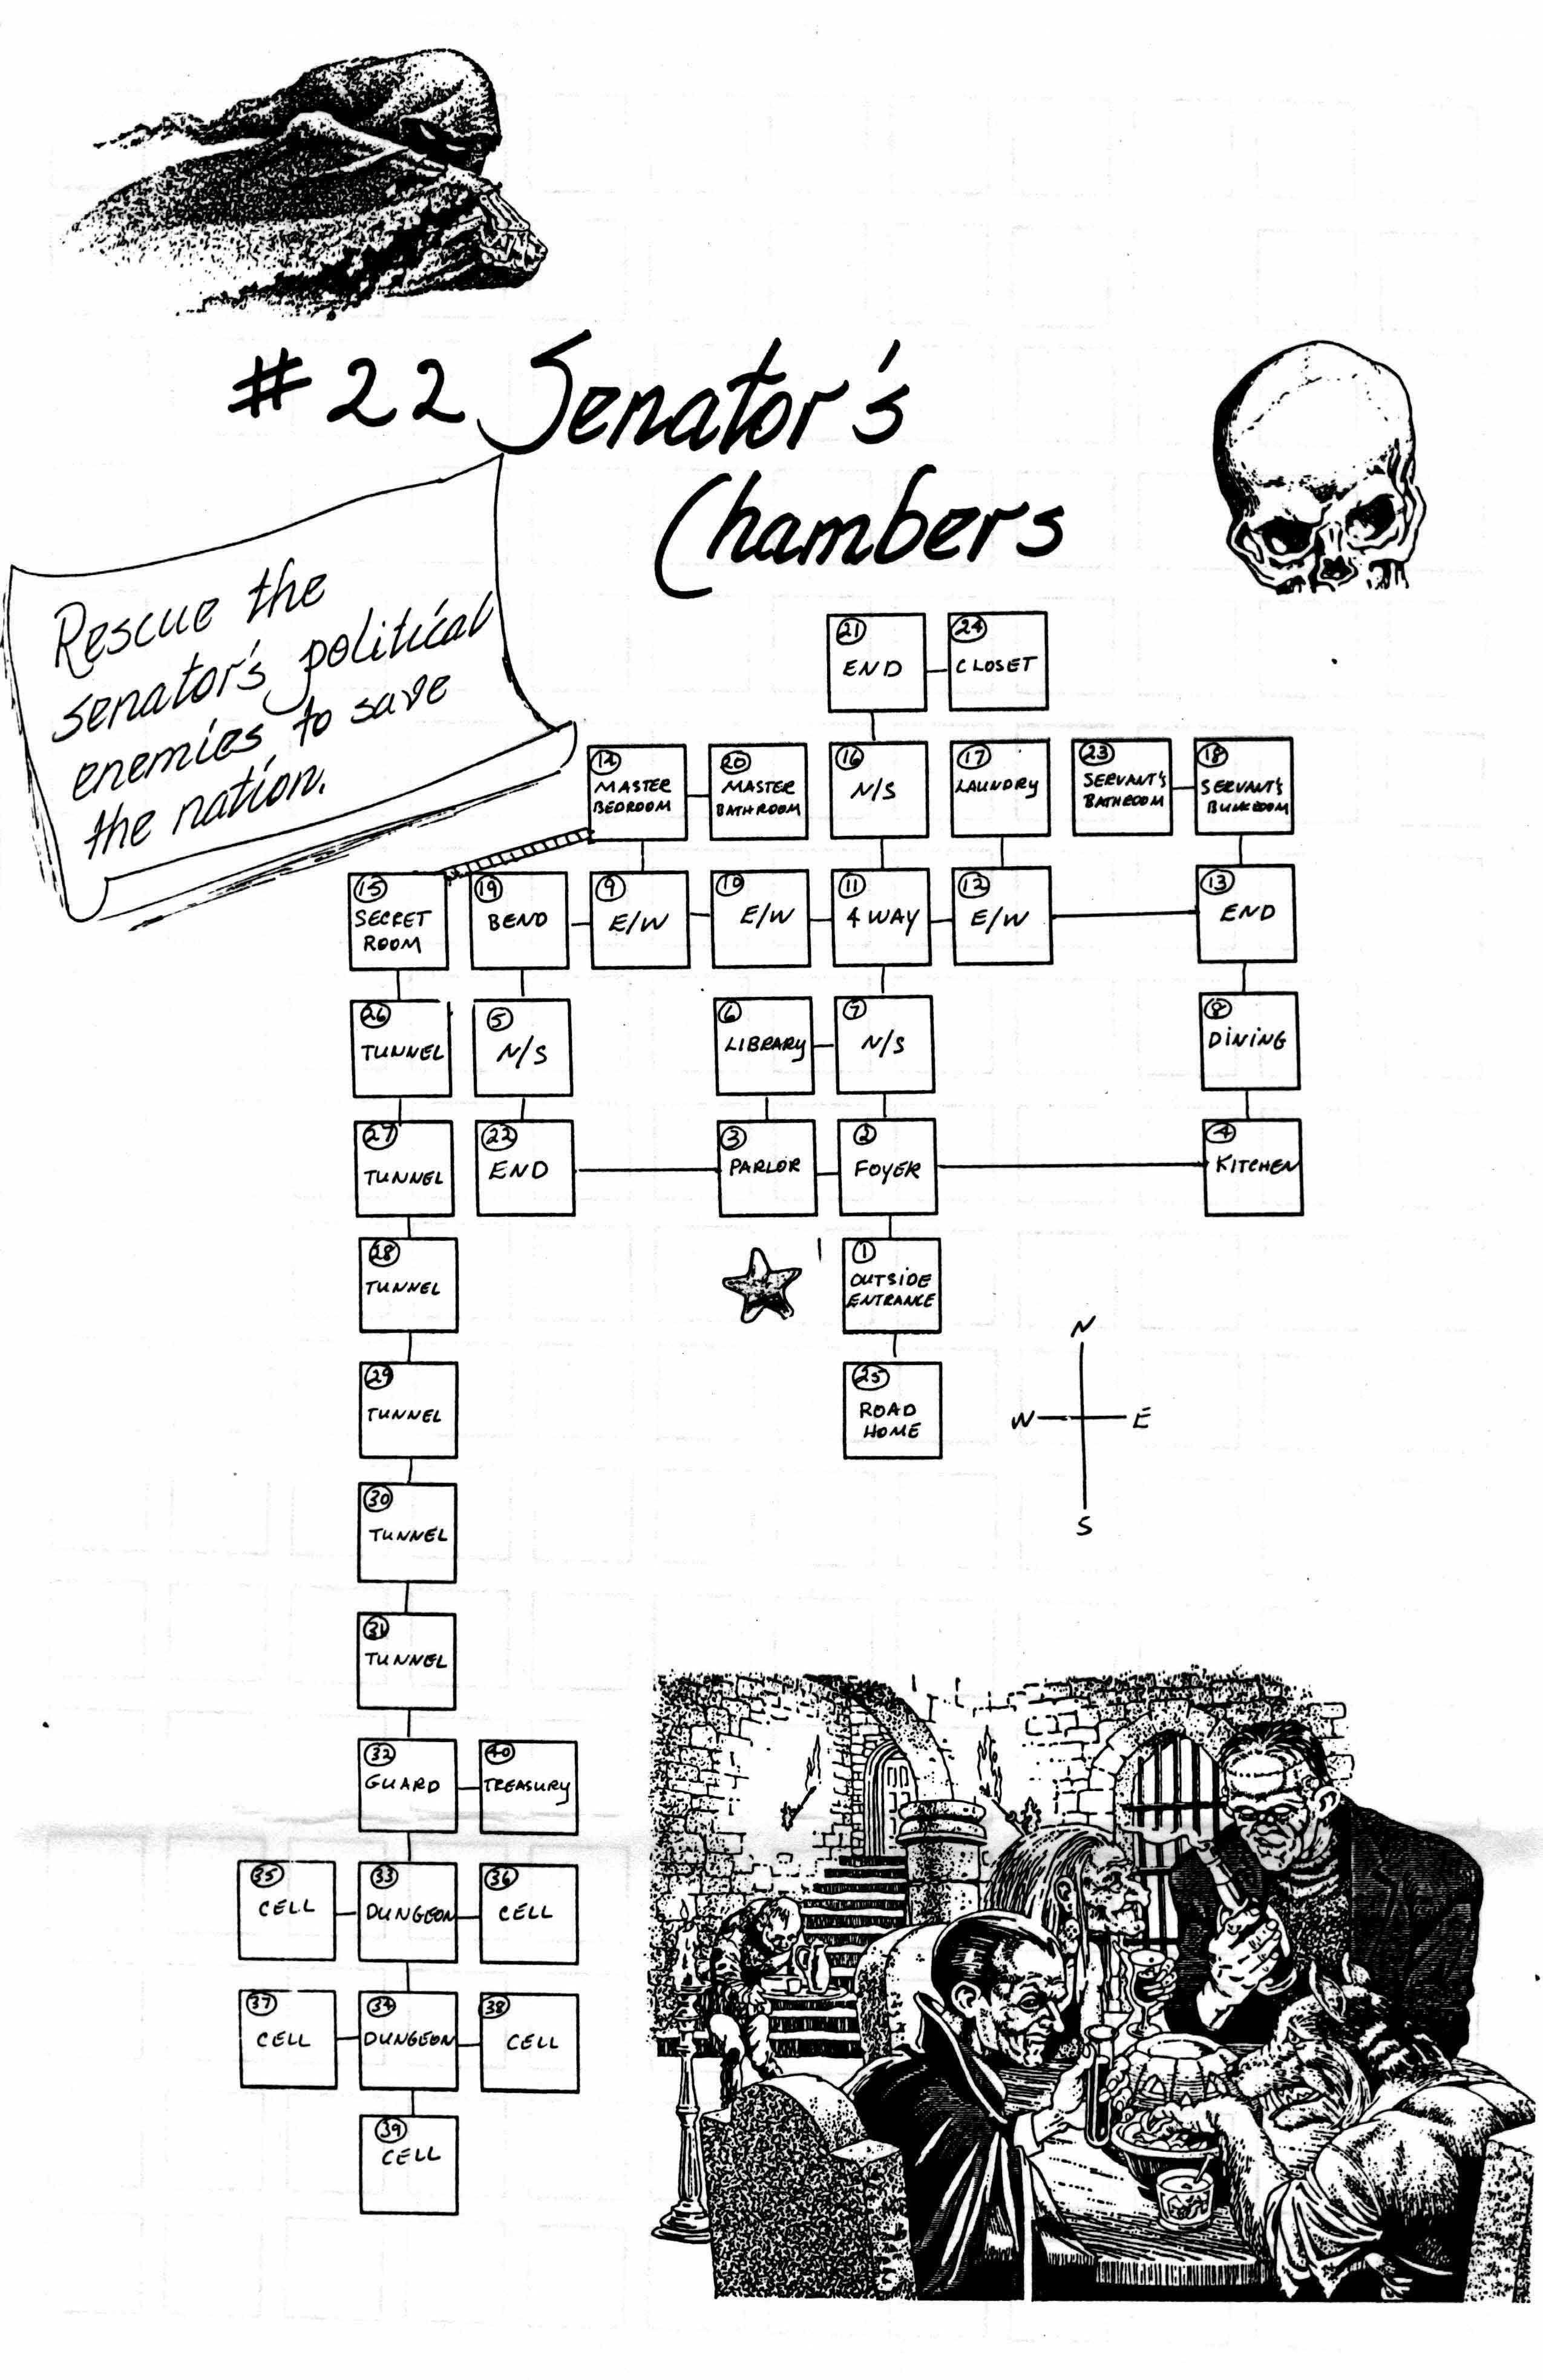 #22 Senator's
Chambers
Rescue the
senator's political
enemies, to save
the nation.
21
END
24
CLOSET
14
MASTER
BEDROOM
20
MASTER
BATHROOM
16
N/S
17
LAUNDRY
23
SERVANT'S
BATHROOM
18
SERVANT'S
BUNKROOM
15
SECRET
ROOM
19
BEND
9
E/W
10
E/W
11
4 WAY
12
E/W
13
END
26
TUNNEL
5
N/S
6
LIBRARY
7
N/S
8
DINING
27
TUNNEL
22
END
3
PARLOR
2
FOYER
4
KITCHEN
28
TUNNEL
1
OUTSIDE
ENTRANCE
29
TUNNEL
25
ROAD
HOME
N
W E
S
30
TUNNEL
31
TUNNEL
32
GUARD
40
TREASURY
35
CELL
33
DUNGEON
36
CELL
37
CELL
34
DUNGEON
38
CELL
39
CELL